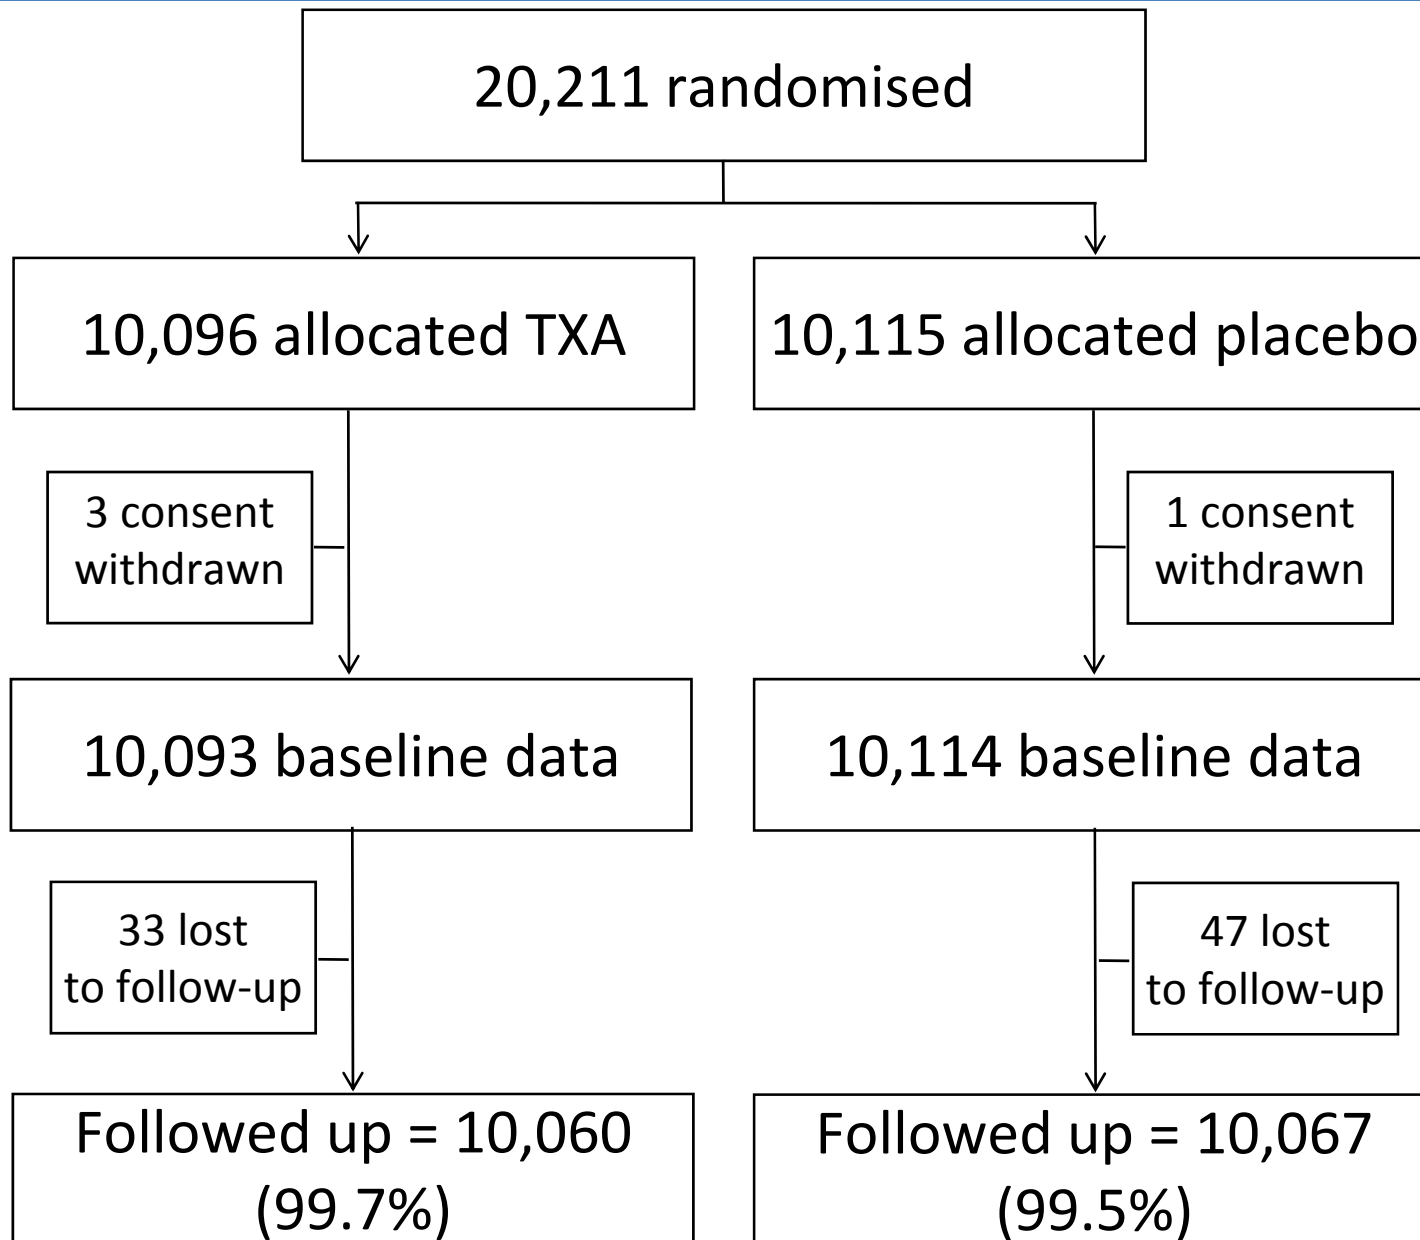 20,211 randomised
10,096 allocated TXA
10,115 allocated placebo
3 consent
withdrawn
1 consent
withdrawn
10,093 baseline data
10,114 baseline data
33 lost
to follow-up
47 lost
to follow-up
Followed up = 10,060
(99.7%)
Followed up = 10,067
(99.5%)